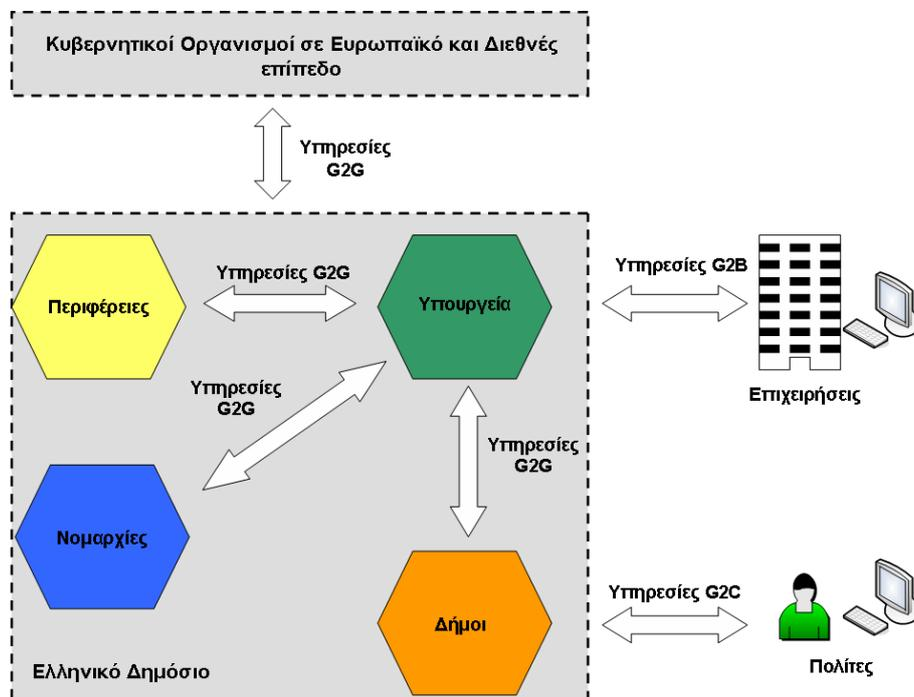 Κυβερνητικοί Οργανισμοί σε Ευρωπαϊκό και Διεθνές
επίπεδο
Υπηρεσίες
G2G
Περιφέρειες
Υπηρεσίες G2G
Υπουργεία
Υπηρεσίες G2B
Επιχειρήσεις
Υπηρεσίες
G2G
Υπηρεσίες
G2G
Νομαρχίες
Δήμοι
Υπηρεσίες G2C
Πολίτες
Ελληνικό Δημόσιο